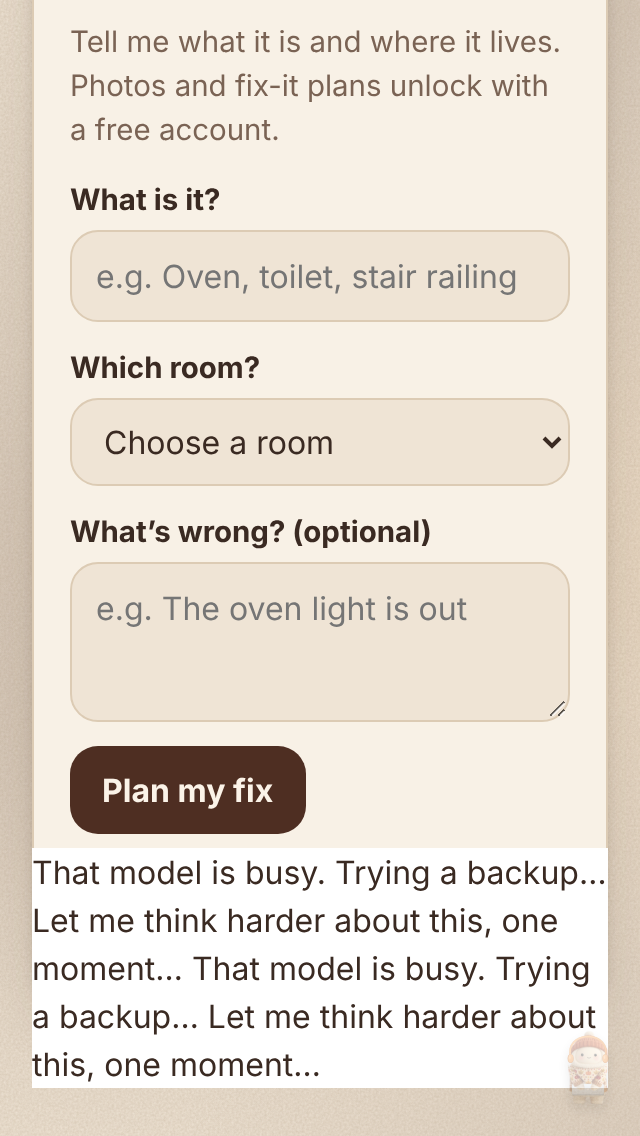 Tell me what it is and where it lives.
Photos and fix-it plans unlock with
a free account.
What is it?
e.g. Oven, toilet, stair railing
Which room?
Choose a room
What’s wrong? (optional)
e.g. The oven light is out
Plan my fix
That model is busy. Trying a backup…
Let me think harder about this, one
moment… That model is busy. Trying
a backup… Let me think harder about
this, one moment…